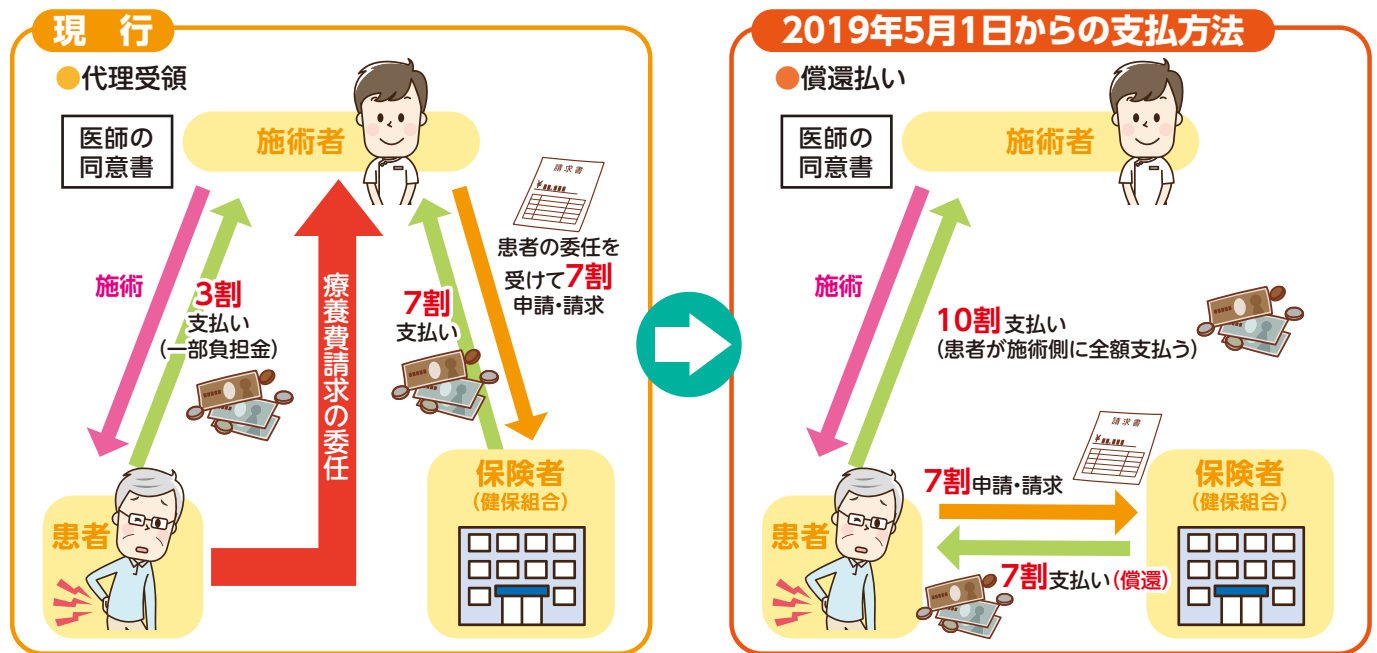 現 行
●代理受領
医師の
同意書
施術者
請求書
患者の委任を
受けて7割
申請・請求
施術
3割
支払い
(一部負担金)
療養費請求の委任
7割
支払い
患者
保険者
(健保組合)
2019年5月1日からの支払方法
●償還払い
医師の
同意書
施術者
施術
10割支払い
(患者が施術側に全額支払う)
請求書
7割申請・請求
7割支払い(償還)
患者
保険者
(健保組合)